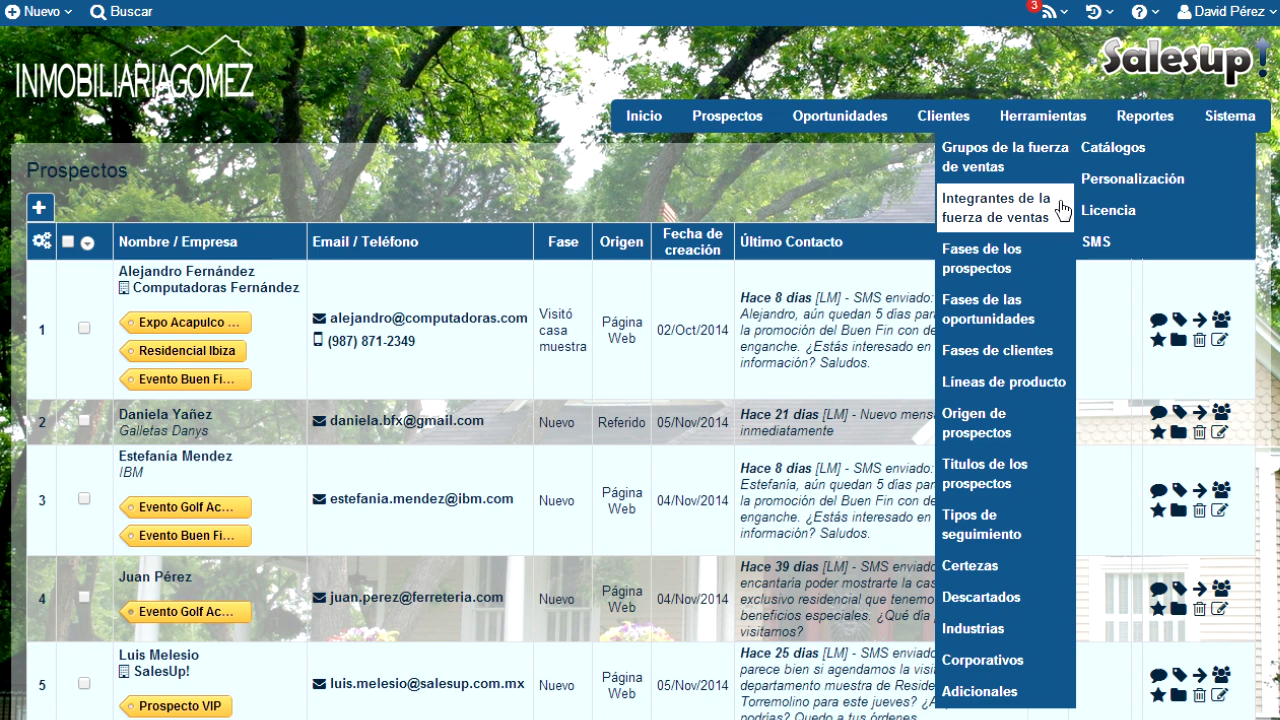 Nuevo Buscar 3 David Pérez
INMOBILIARIAGOMEZ
Salesup!
Inicio Prospectos Oportunidades Clientes Herramientas Reportes Sistema
Prospectos
Grupos de la fuerza
de ventas
Integrantes de la
fuerza de ventas
Fases de los
prospectos
Fases de las
oportunidades
Fases de clientes
Líneas de producto
Origen de
prospectos
Titulos de los
prospectos
Tipos de
seguimiento
Certezas
Descartados
Industrias
Corporativos
Adicionales
Catálogos
Personalización
Licencia
SMS
Nombre / Empresa Email / Teléfono Fase Origen Fecha de
creación Último Contacto
1
Alejandro Fernández
Computadoras Fernández
Expo Acapulco ...
Residencial Ibiza
Evento Buen Fi...
alejandro@computadoras.com
(987) 871-2349
Visitó
casa
muestra
Página
Web
02/Oct/2014
Hace 8 dias [LM] - SMS enviado:
Alejandro, aún quedan 5 días par
la promoción del Buen Fin con de
enganche. ¿Estás interesado en
información? Saludos.
2
Daniela Yañez
Galletas Danys
daniela.bfx@gmail.com
Nuevo
Referido
05/Nov/2014
Hace 21 dias [LM] - Nuevo mens
inmediatamente
3
Estefanía Mendez
IBM
Evento Golf Ac...
Evento Buen Fi...
estefania.mendez@ibm.com
Nuevo
Página
Web
04/Nov/2014
Hace 8 dias [LM] - SMS enviado:
Estefanía, aún quedan 5 días par
la promoción del Buen Fin con de
enganche. ¿Estás interesado en
información? Saludos.
4
Juan Pérez
Evento Golf Ac...
juan.perez@ferreteria.com
Nuevo
Página
Web
04/Nov/2014
Hace 39 dias [LM] - SMS enviado
encantaria poder mostrarte la cas
exclusivo residencial que tenemo
beneficios especiales. ¿Qué día
visitamos?
5
Luis Melesio
SalesUp!
Prospecto VIP
luis.melesio@salesup.com.mx
Nuevo
Página
Web
05/Nov/2014
Hace 25 dias [LM] - SMS enviado
parece bien si agendamos la visi
departamento muestra de Reside
Torremolino para este jueves? ¿A
podrías? Quedo a tus órdenes